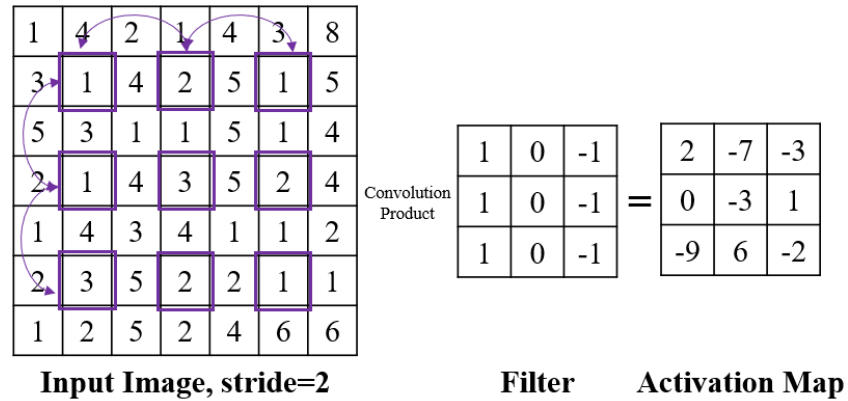 1 4 2 1 4 3 8
3 1 4 2 5 1 5
5 3 1 1 5 1 4
2 1 4 3 5 2 4
1 4 3 4 1 1 2
2 3 5 2 2 1 1
1 2 5 2 4 6 6
Convolution
Product
1 0 -1
1 0 -1
1 0 -1
=
2 -7 -3
0 -3 1
-9 6 -2
Input Image, stride=2
Filter
Activation Map